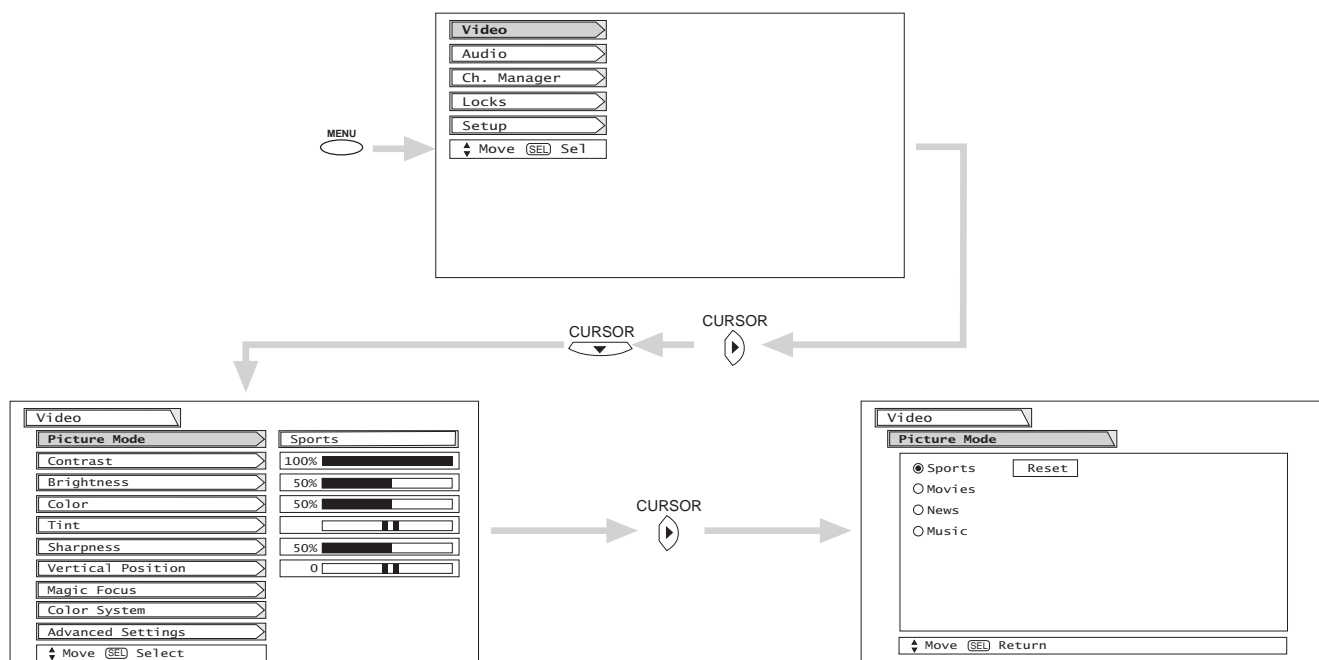 Video
Audio
Ch. Manager
Locks
Setup
Move SEL Sel
MENU
CURSOR
CURSOR
Video
Picture Mode Sports
Contrast 100%
Brightness 50%
Color 50%
Tint
Sharpness 50%
Vertical Position 0
Magic Focus
Color System
Advanced Settings
Move SEL Select
CURSOR
Video
Picture Mode
Sports Reset
Movies
News
Music
Move SEL Return